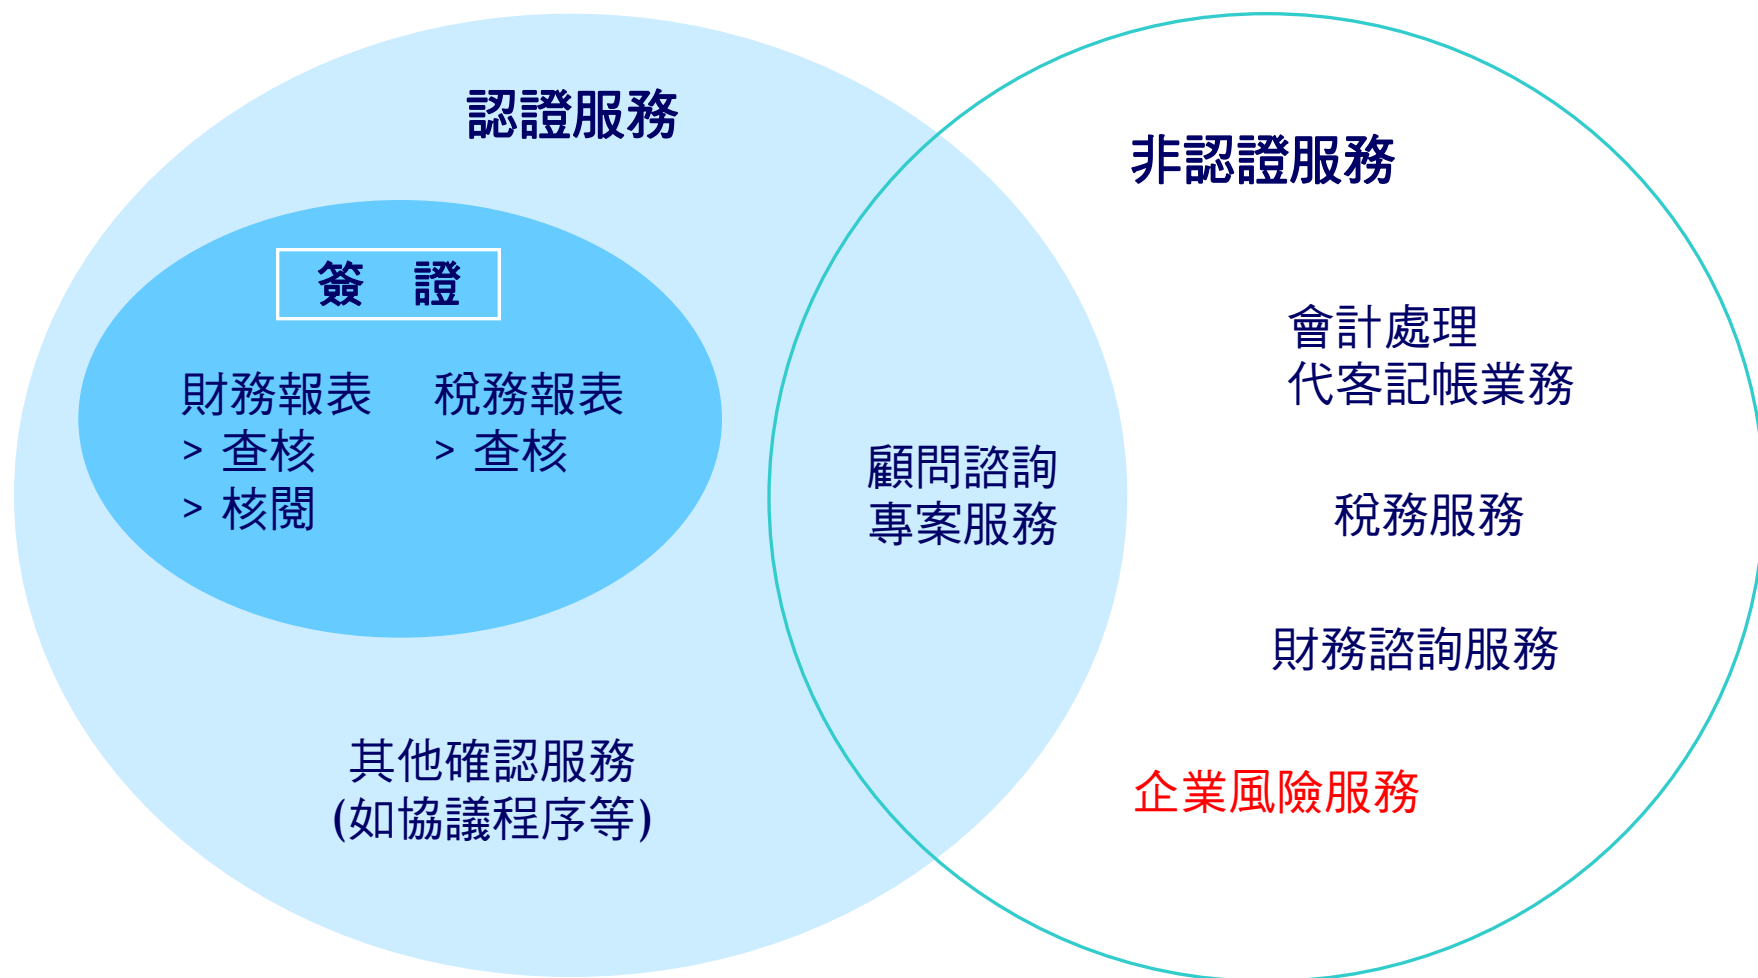 認證服務
簽 證
財務報表
> 查核
> 核閱
稅務報表
> 查核
其他確認服務
(如協議程序等)
顧問諮詢
專案服務
非認證服務
會計處理
代客記帳業務
稅務服務
財務諮詢服務
企業風險服務